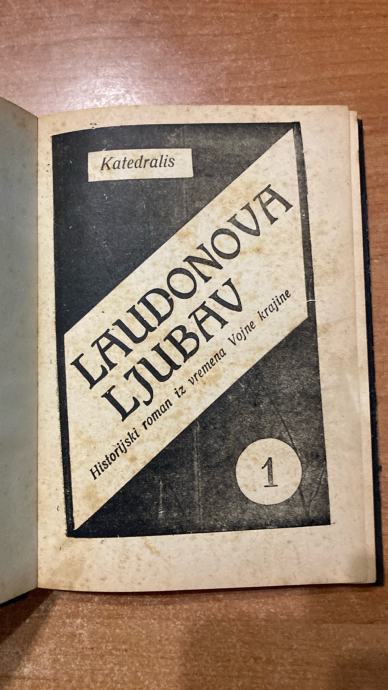 Katedralis
LAUDONOVA
LJUBAV
Historijski roman iz vremena Vojne krajine
1